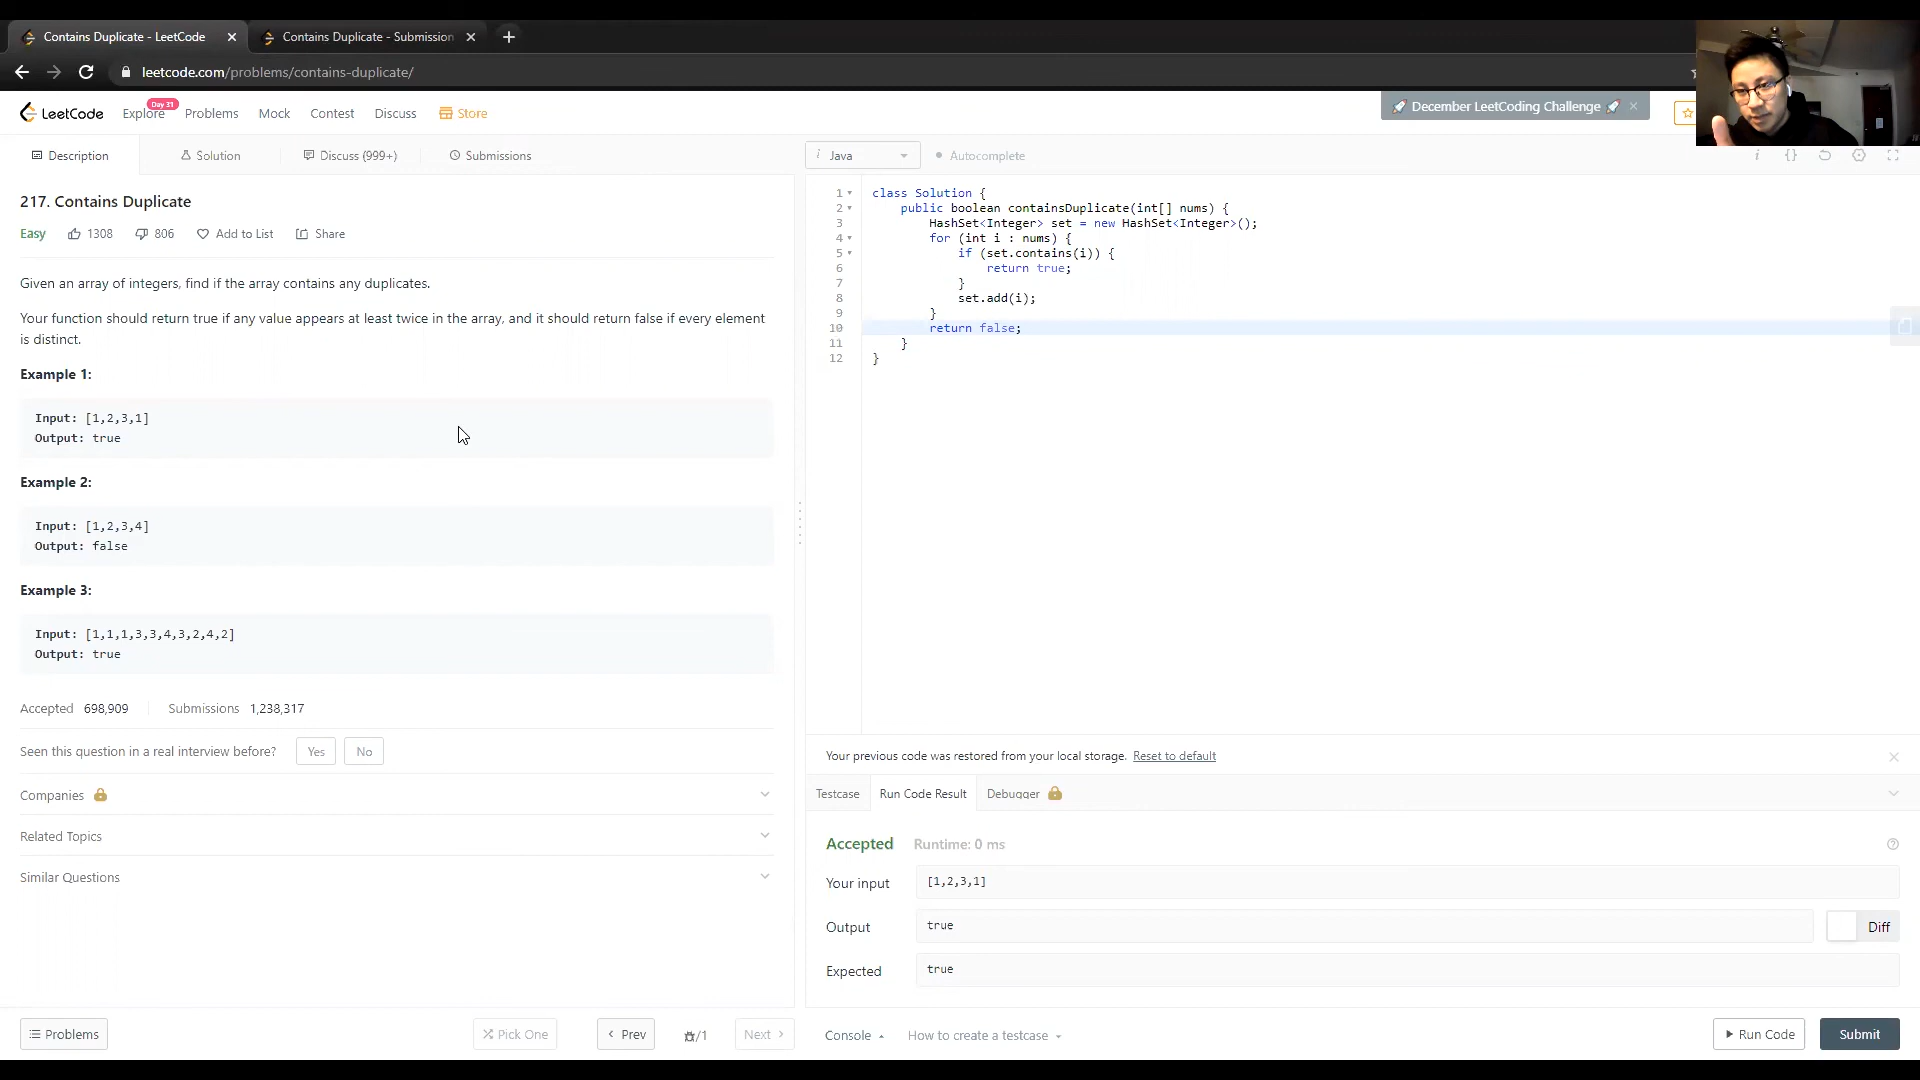 Contains Duplicate - LeetCode
Contains Duplicate - Submission
leetcode.com/problems/contains-duplicate/
LeetCode
Explore
Day 31
Problems
Mock
Contest
Discuss
Store
December LeetCoding Challenge
Description
Solution
Discuss (999+)
Submissions
i Java
Autocomplete
217. Contains Duplicate
Easy
1308
806
Add to List
Share
Given an array of integers, find if the array contains any duplicates.
Your function should return true if any value appears at least twice in the array, and it should return false if every element
is distinct.
Example 1:
Input: [1,2,3,1]
Output: true
Example 2:
Input: [1,2,3,4]
Output: false
Example 3:
Input: [1,1,1,3,3,4,3,2,4,2]
Output: true
Accepted 698,909
Submissions 1,238,317
Seen this question in a real interview before?
Yes
No
Companies
Related Topics
Similar Questions
Problems
Pick One
Prev
/1
Next
1 class Solution {
2 public boolean containsDuplicate(int[] nums) {
3 HashSet<Integer> set = new HashSet<Integer>();
4 for (int i : nums) {
5 if (set.contains(i)) {
6 return true;
7 }
8 set.add(i);
9 }
10 return false;
11 }
12 }
Your previous code was restored from your local storage. Reset to default
Testcase
Run Code Result
Debugger
Accepted Runtime: 0 ms
Your input
[1,2,3,1]
Output
true
Diff
Expected
true
Console
How to create a testcase
Run Code
Submit